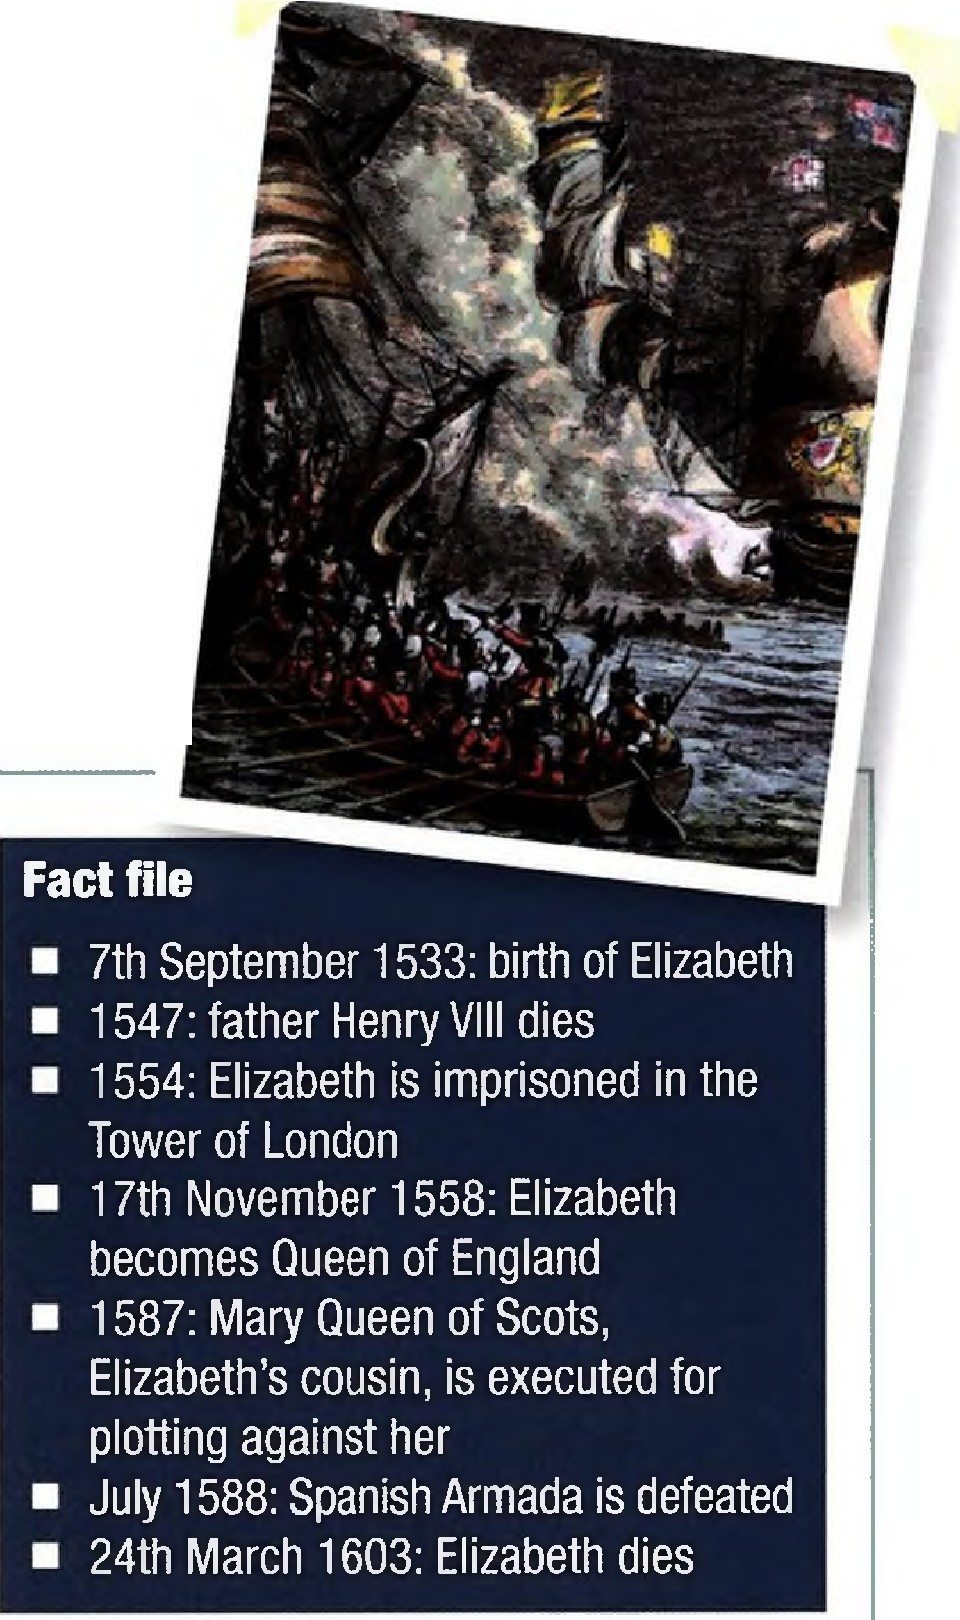 Fact file
■ 7th September 1533: birth of Elizabeth
■ 1547: father Henry VIII dies
■ 1554: Elizabeth is imprisoned in the
Tower of London
■ 17th November 1558: Elizabeth
becomes Queen of England
■ 1587: Mary Queen of Scots,
Elizabeth's cousin, is executed for
plotting against her
■ July 1588: Spanish Armada is defeated
■ 24th March 1603: Elizabeth dies